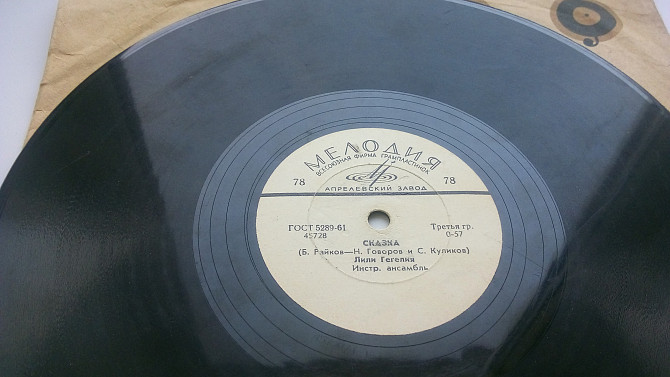 МЕЛОДИЯ
ВСЕСОЮЗНАЯ ФИРМА ГРАМПЛАСТИНОК
78 78
АПРЕЛЕВСКИЙ ЗАВОД
ГОСТ 5289-61 Третья гр.
45728 0-57
СКАЗКА
(Б. Райков—Н. Говоров и С. Куликов)
Лили Гегелия
Инстр. ансамбль